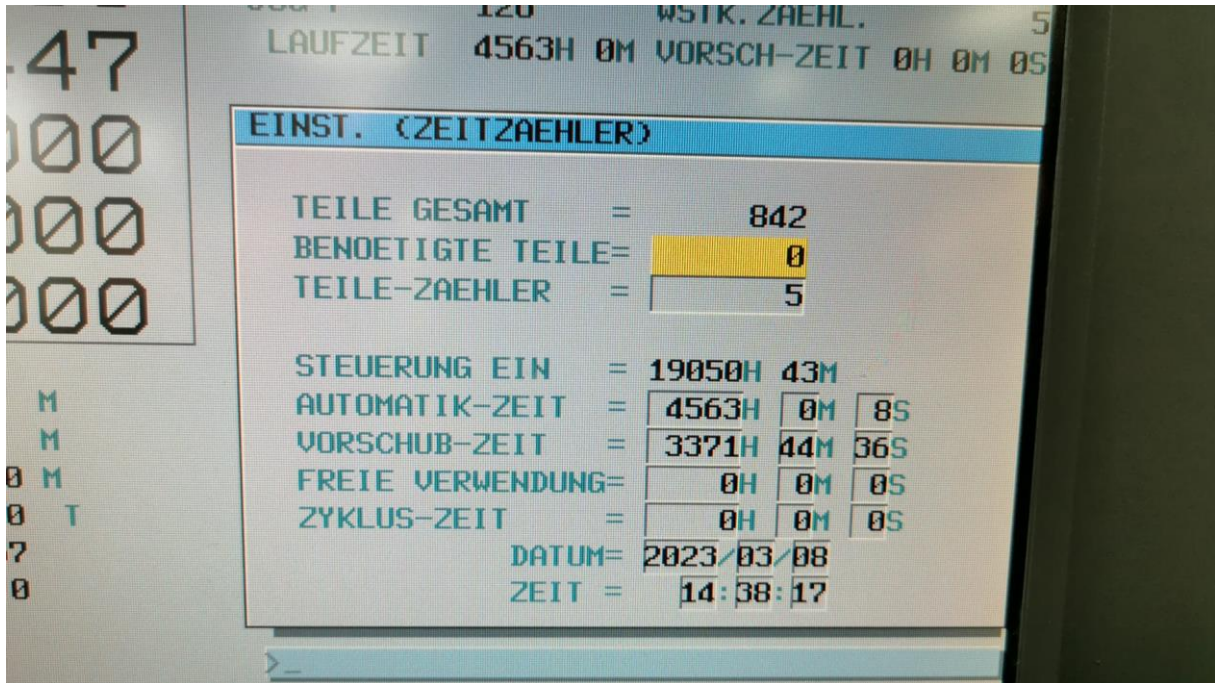 120 WSTK.ZAEHL. 5
LAUFZEIT 4563H 0M VORSCH-ZEIT 0H 0M 0S
47
000
000
000
EINST. (ZEITZAEHLER)
TEILE GESAMT = 842
BENOETIGTE TEILE= 0
TEILE-ZAEHLER = 5
STEUERUNG EIN = 19050H 43M
AUTOMATIK-ZEIT = 4563H 0M 8S
VORSCHUB-ZEIT = 3371H 44M 36S
FREIE VERWENDUNG= 0H 0M 0S
ZYKLUS-ZEIT = 0H 0M 0S
DATUM= 2023/03/08
ZEIT = 14:38:17
M
M
0 M
0 T
7
0
>_